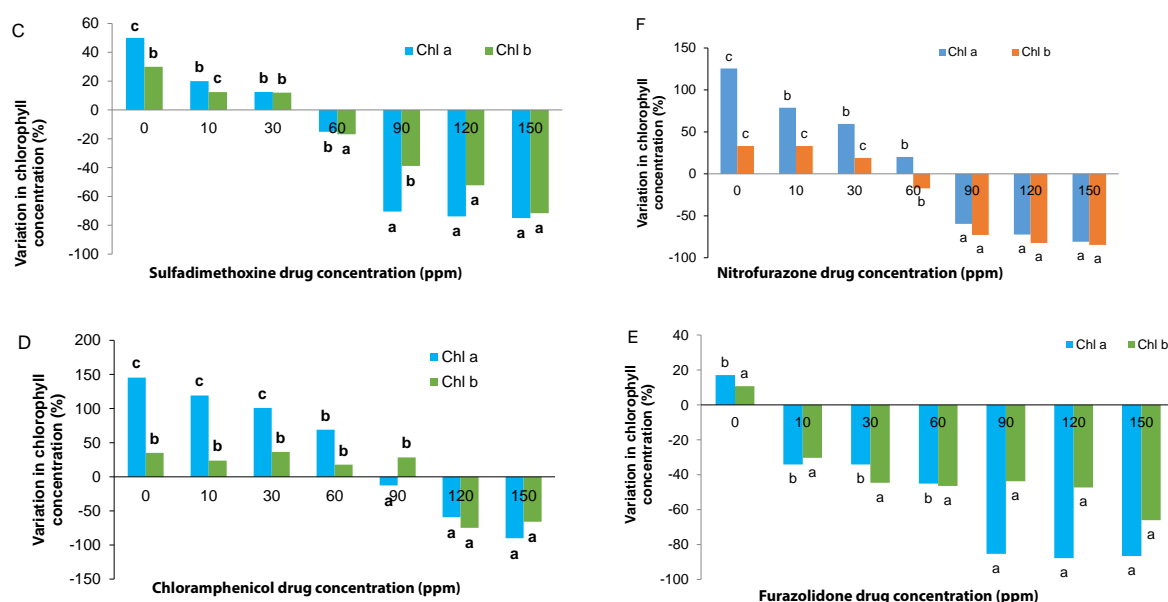 C
60
40
20
0
-20
-40
-60
-80
-100
Variation in chlorophyll
concentration (%)
Chl a
Chl b
c b b c b b
0 10 30 60 90 120 150
b a a b a a a a
Sulfadimethoxine drug concentration (ppm)
F
150
100
50
0
-50
-100
Variation in chlorophyll
concentration (%)
Chl a
Chl b
c c b c b c b
0 10 30 60 90 120 150
b a a a a a a
Nitrofurazone drug concentration (ppm)
D
200
150
100
50
0
-50
-100
-150
Variation in chlorophyll
concentration (%)
Chl a
Chl b
c b c b c b b b b
0 10 30 60 90 120 150
a a a a a
Chloramphenicol drug concentration (ppm)
E
40
20
0
-20
-40
-60
-80
-100
Variation in chlorophyll
concentration (%)
Chl a
Chl b
b a
0 10 30 60 90 120 150
b a b a b a a a a a a a
Furazolidone drug concentration (ppm)